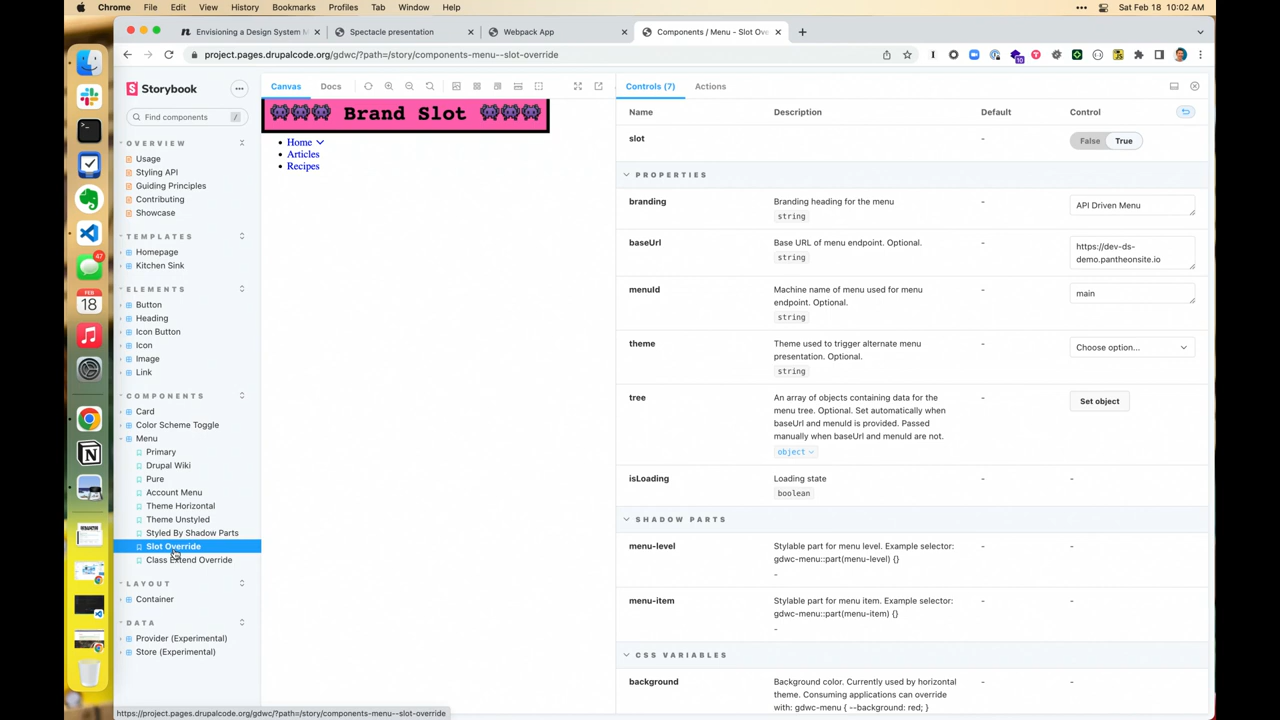 Chrome File Edit View History Bookmarks Profiles Tab Window Help
Sat Feb 18 10:02 AM
Envisioning a Design System M
Spectacle presentation
Webpack App
Components / Menu - Slot Ove
project.pages.drupalcode.org/gdwc/?path=/story/components-menu--slot-override
10
47
FEB
18
Storybook
Find components
/
OVERVIEW
Usage
Styling API
Guiding Principles
Contributing
Showcase
TEMPLATES
Homepage
Kitchen Sink
ELEMENTS
Button
Heading
Icon Button
Icon
Image
Link
COMPONENTS
Card
Color Scheme Toggle
Menu
Primary
Drupal Wiki
Pure
Account Menu
Theme Horizontal
Theme Unstyled
Styled By Shadow Parts
Slot Override
Class Extend Override
LAYOUT
Container
DATA
Provider (Experimental)
Store (Experimental)
https://project.pages.drupalcode.org/gdwc/?path=/story/components-menu--slot-override
Canvas Docs
Brand Slot
Home
Articles
Recipes
Controls (7) Actions
Name Description Default Control
slot - False True
PROPERTIES
branding Branding heading for the menu - API Driven Menu
string
baseUrl Base URL of menu endpoint. Optional. - https://dev-ds-
string demo.pantheonsite.io
menuId Machine name of menu used for menu - main
endpoint. Optional.
string
theme Theme used to trigger alternate menu - Choose option...
presentation. Optional.
string
tree An array of objects containing data for the - Set object
menu tree. Optional. Set automatically when
baseUrl and menuId is provided. Passed
manually when baseUrl and menuId are not.
object
isLoading Loading state - -
boolean
SHADOW PARTS
menu-level Stylable part for menu level. Example selector: - -
gdwc-menu::part(menu-level) {}
-
menu-item Stylable part for menu item. Example selector: - -
gdwc-menu::part(menu-item) {}
-
CSS VARIABLES
background Background color. Currently used by horizontal - -
theme. Consuming applications can override
with: gdwc-menu { --background: red; }